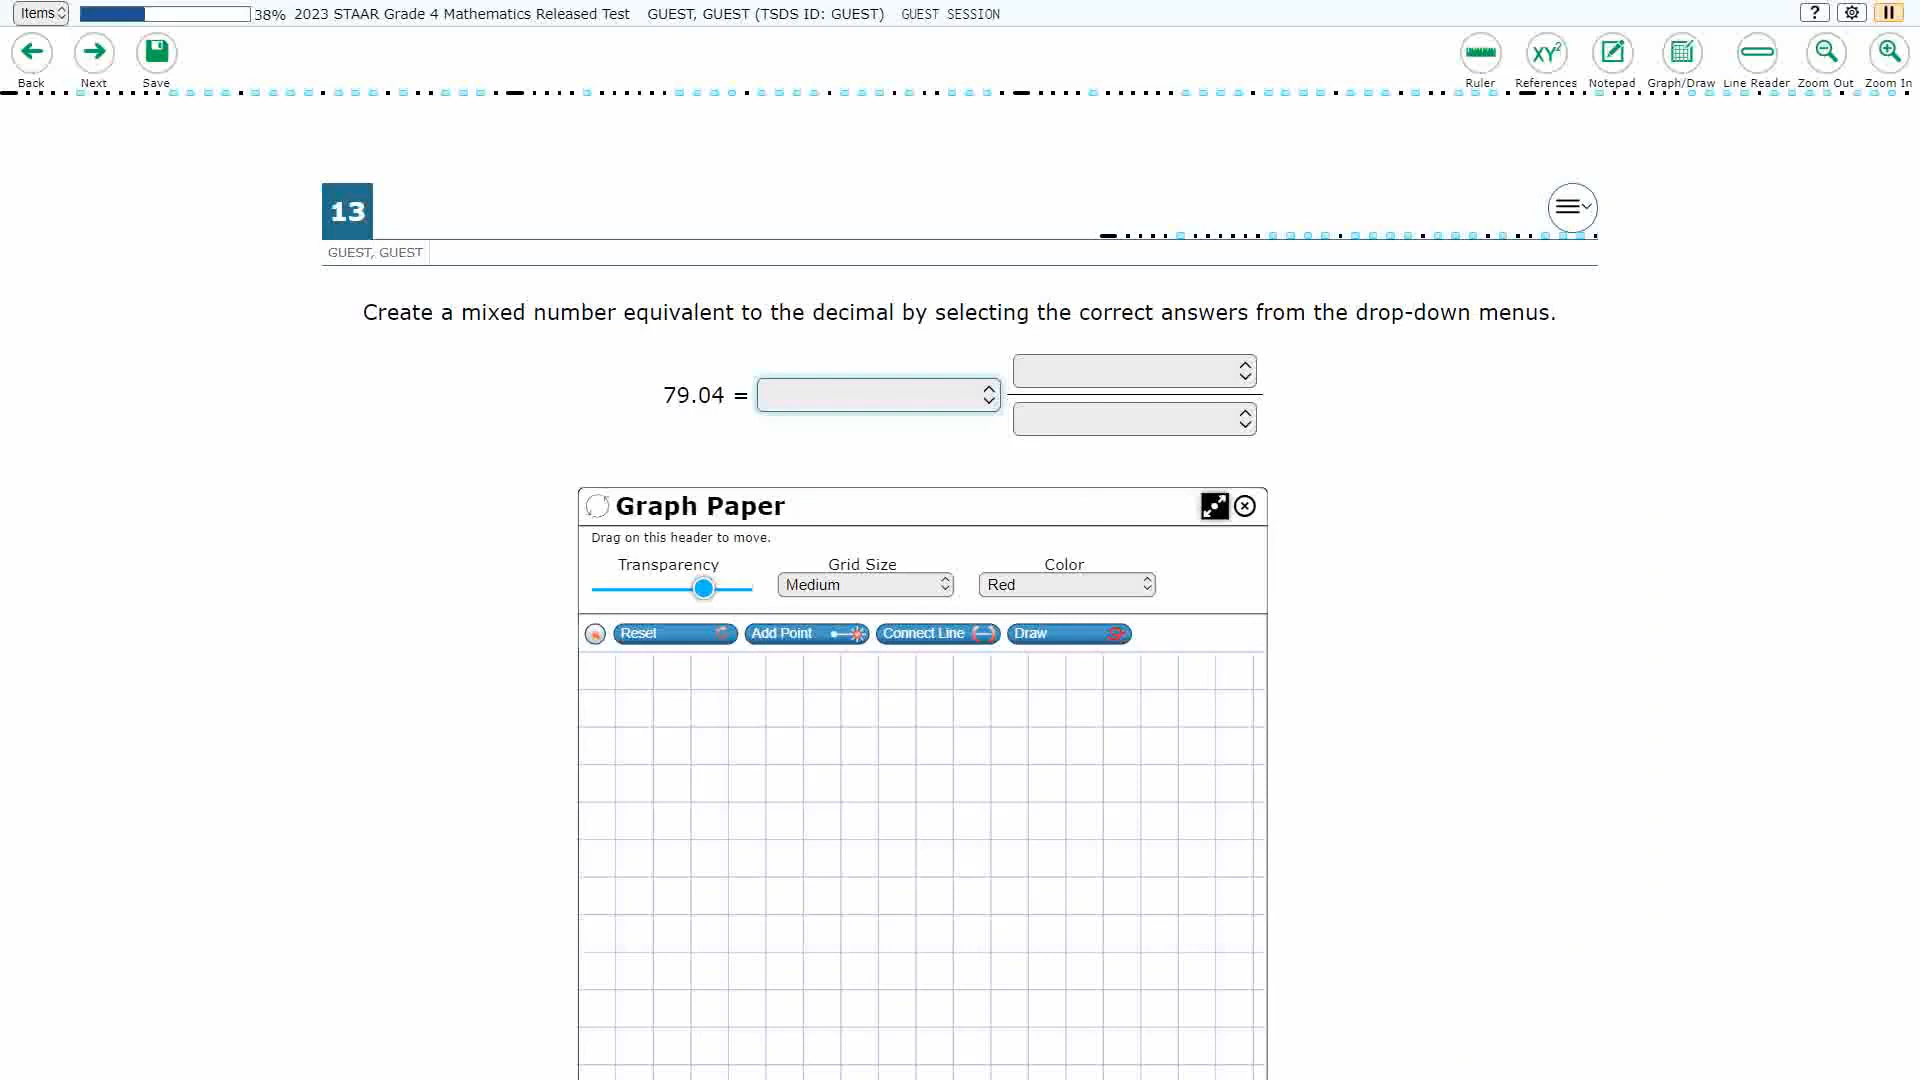 Items 38% 2023 STAAR Grade 4 Mathematics Released Test GUEST, GUEST (TSDS ID: GUEST) GUEST SESSION ?
Back Next Save XY² Ruler References Notepad Graph/Draw Line Reader Zoom Out Zoom In
13
GUEST, GUEST
Create a mixed number equivalent to the decimal by selecting the correct answers from the drop-down menus.
79.04 =
Graph Paper
Drag on this header to move.
Transparency Grid Size Color
Medium Red
Reset Add Point Connect Line Draw